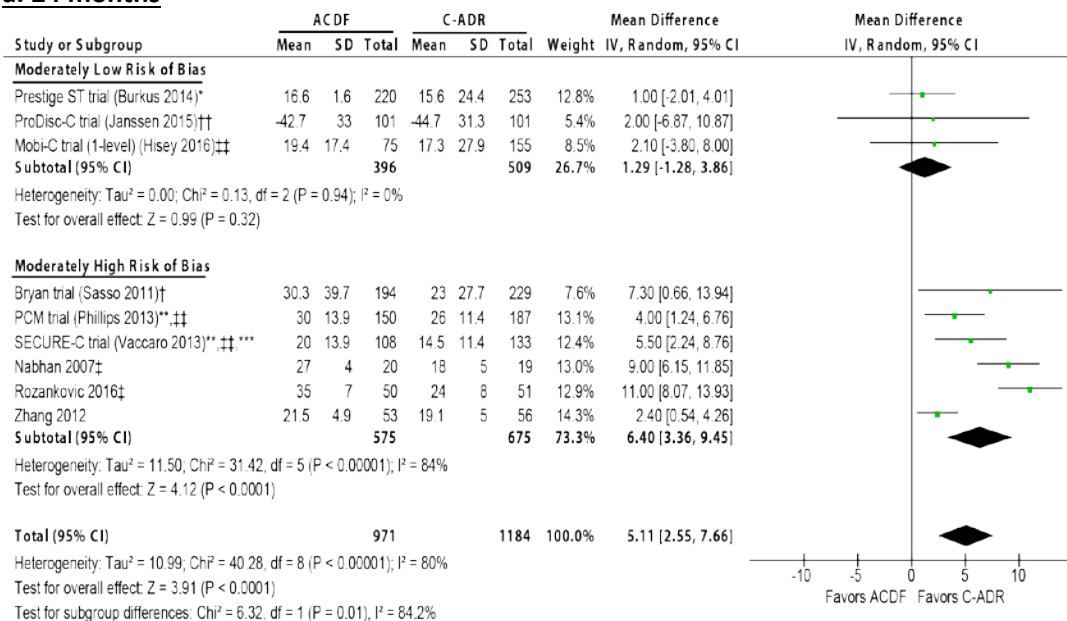 a. 24 months
ACDF C-ADR Mean Difference Mean Difference
Study or Subgroup Mean SD Total Mean SD Total Weight IV, Random, 95% CI IV, Random, 95% CI
Moderately Low Risk of Bias
Prestige ST trial (Burkus 2014)* 16.6 1.6 220 15.6 24.4 253 12.8% 1.00 [-2.01, 4.01]
ProDisc-C trial (Janssen 2015)†† -42.7 33 101 -44.7 31.3 101 5.4% 2.00 [-6.87, 10.87]
Mobi-C trial (1-level) (Hisey 2016)‡‡ 19.4 17.4 75 17.3 27.9 155 8.5% 2.10 [-3.80, 8.00]
Subtotal (95% CI) 396 509 26.7% 1.29 [-1.28, 3.86]
Heterogeneity: Tau² = 0.00; Chi² = 0.13, df = 2 (P = 0.94); I² = 0%
Test for overall effect: Z = 0.99 (P = 0.32)
Moderately High Risk of Bias
Bryan trial (Sasso 2011)† 30.3 39.7 194 23 27.7 229 7.6% 7.30 [0.66, 13.94]
PCM trial (Phillips 2013)**,‡‡ 30 13.9 150 26 11.4 187 13.1% 4.00 [1.24, 6.76]
SECURE-C trial (Vaccaro 2013)**,‡‡,*** 20 13.9 108 14.5 11.4 133 12.4% 5.50 [2.24, 8.76]
Nabhan 2007‡ 27 4 20 18 5 19 13.0% 9.00 [6.15, 11.85]
Rozankovic 2016‡ 35 7 50 24 8 51 12.9% 11.00 [8.07, 13.93]
Zhang 2012 21.5 4.9 53 19.1 5 56 14.3% 2.40 [0.54, 4.26]
Subtotal (95% CI) 575 675 73.3% 6.40 [3.36, 9.45]
Heterogeneity: Tau² = 11.50; Chi² = 31.42, df = 5 (P < 0.00001); I² = 84%
Test for overall effect: Z = 4.12 (P < 0.0001)
Total (95% CI) 971 1184 100.0% 5.11 [2.55, 7.66]
Heterogeneity: Tau² = 10.99; Chi² = 40.28, df = 8 (P < 0.00001); I² = 80%
Test for overall effect: Z = 3.91 (P < 0.0001)
Test for subgroup differences: Chi² = 6.32, df = 1 (P = 0.01), I² = 84.2%
-10 -5 0 5 10
Favors ACDF Favors C-ADR